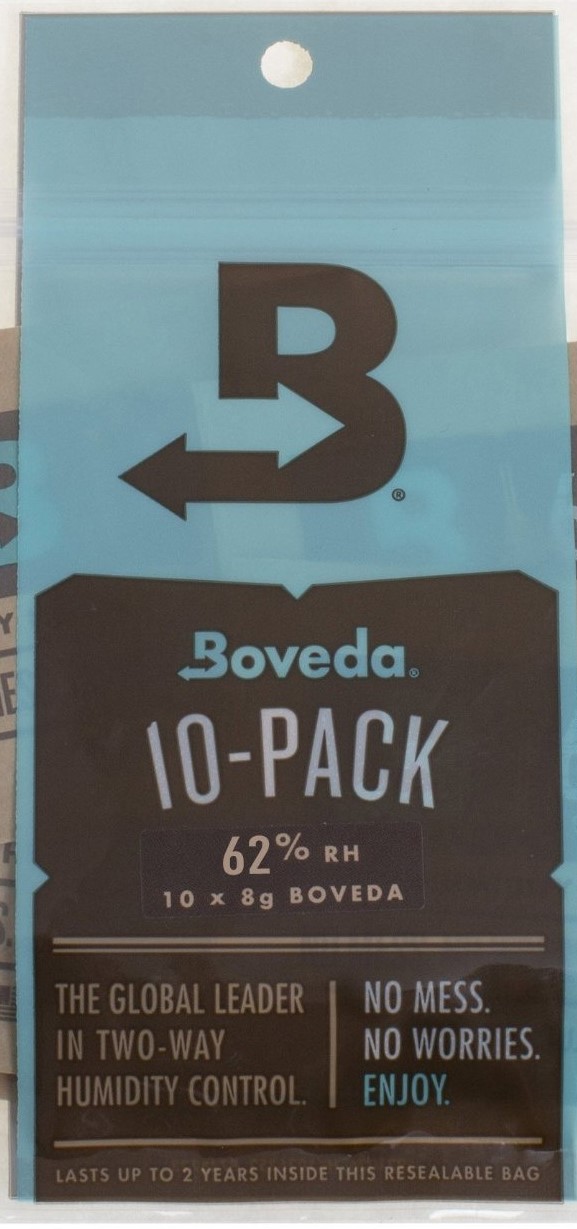 B®
Boveda®
10-PACK
62% RH
10 x 8g BOVEDA
THE GLOBAL LEADER
IN TWO-WAY
HUMIDITY CONTROL.
NO MESS.
NO WORRIES.
ENJOY.
LASTS UP TO 2 YEARS INSIDE THIS RESEALABLE BAG